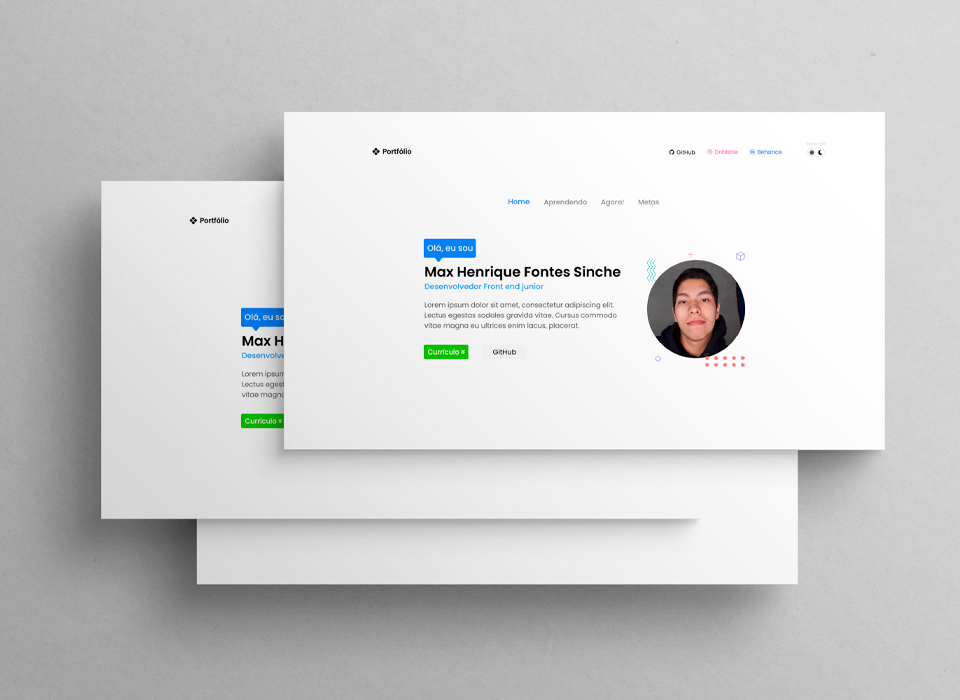 Portfólio
GitHub
Dribbble
Behance
Home
Aprendendo
Agora!
Metas
Olá, eu sou
Max Henrique Fontes Sinche
Desenvolvedor Front end junior
Lorem ipsum dolor sit amet, consectetur adipiscing elit.
Lectus egestas sodales gravida vitae. Cursus commodo
vitae magna eu ultrices enim lacus, placerat.
Currículo
GitHub
Portfólio
Olá, eu so
Max H
Desenvolve
Lorem ipsum
Lectus egest
vitae magna
Currículo